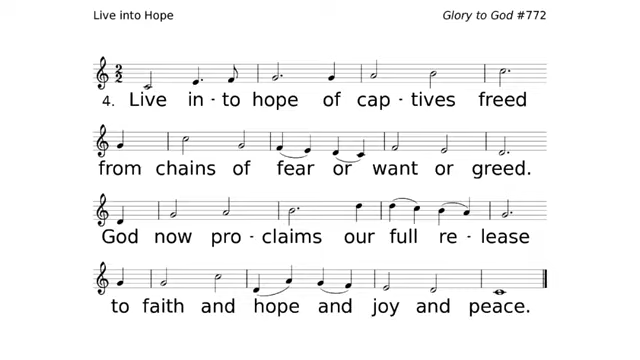 Live into Hope
Glory to God #772
4. Live in - to hope of cap - tives freed
from chains of fear or want or greed.
God now pro - claims our full re - lease
to faith and hope and joy and peace.